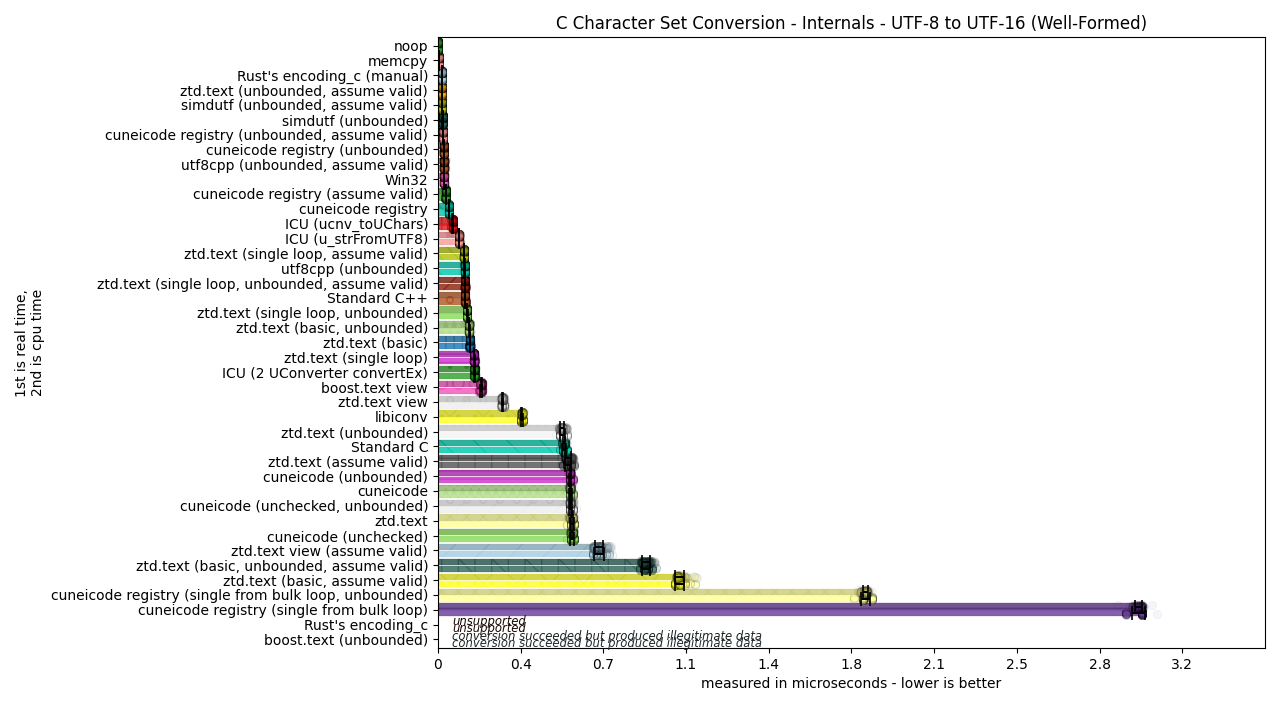 C Character Set Conversion - Internals - UTF-8 to UTF-16 (Well-Formed)
1st is real time,
2nd is cpu time
noop
memcpy
Rust's encoding_c (manual)
ztd.text (unbounded, assume valid)
simdutf (unbounded, assume valid)
simdutf (unbounded)
cuneicode registry (unbounded, assume valid)
cuneicode registry (unbounded)
utf8cpp (unbounded, assume valid)
Win32
cuneicode registry (assume valid)
cuneicode registry
ICU (ucnv_toUChars)
ICU (u_strFromUTF8)
ztd.text (single loop, assume valid)
utf8cpp (unbounded)
ztd.text (single loop, unbounded, assume valid)
Standard C++
ztd.text (single loop, unbounded)
ztd.text (basic, unbounded)
ztd.text (basic)
ztd.text (single loop)
ICU (2 UConverter convertEx)
boost.text view
ztd.text view
libiconv
ztd.text (unbounded)
Standard C
ztd.text (assume valid)
cuneicode (unbounded)
cuneicode
cuneicode (unchecked, unbounded)
ztd.text
cuneicode (unchecked)
ztd.text view (assume valid)
ztd.text (basic, unbounded, assume valid)
ztd.text (basic, assume valid)
cuneicode registry (single from bulk loop, unbounded)
cuneicode registry (single from bulk loop)
Rust's encoding_c
unsupported
unsupported
boost.text (unbounded)
conversion succeeded but produced illegitimate data
conversion succeeded but produced illegitimate data
0 0.4 0.7 1.1 1.4 1.8 2.1 2.5 2.8 3.2
measured in microseconds - lower is better